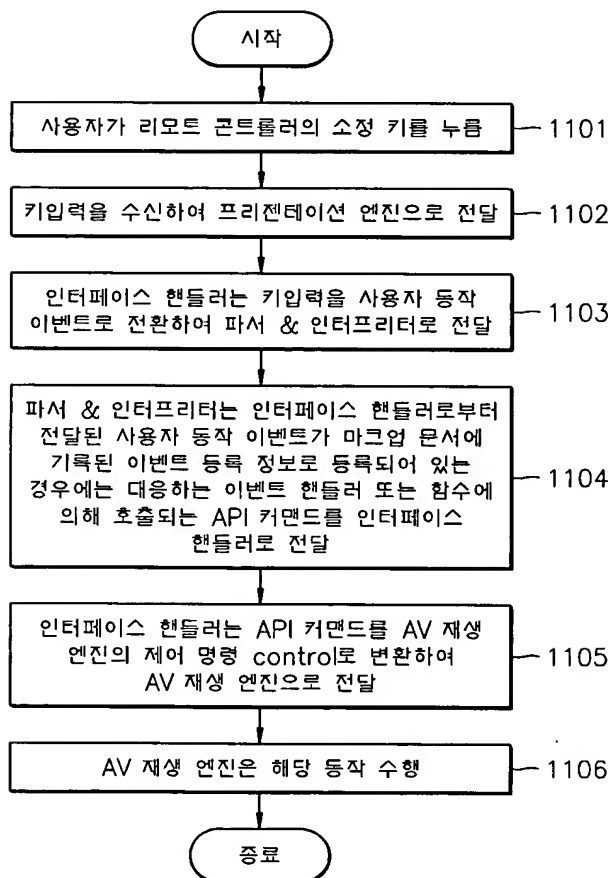 시작
사용자가 리모트 콘트롤러의 소정 키를 누름
1101
키입력을 수신하여 프리젠테이션 엔진으로 전달
1102
인터페이스 핸들러는 키입력을 사용자 동작
이벤트로 전환하여 파서 & 인터프리터로 전달
1103
파서 & 인터프리터는 인터페이스 핸들러로부터
전달된 사용자 동작 이벤트가 마크업 문서에
기록된 이벤트 등록 정보로 등록되어 있는
경우에는 대응하는 이벤트 핸들러 또는 함수에
의해 호출되는 API 커맨드를 인터페이스
핸들러로 전달
1104
인터페이스 핸들러는 API 커맨드를 AV 재생
엔진의 제어 명령 control로 변환하여
AV 재생 엔진으로 전달
1105
AV 재생 엔진은 해당 동작 수행
1106
종료